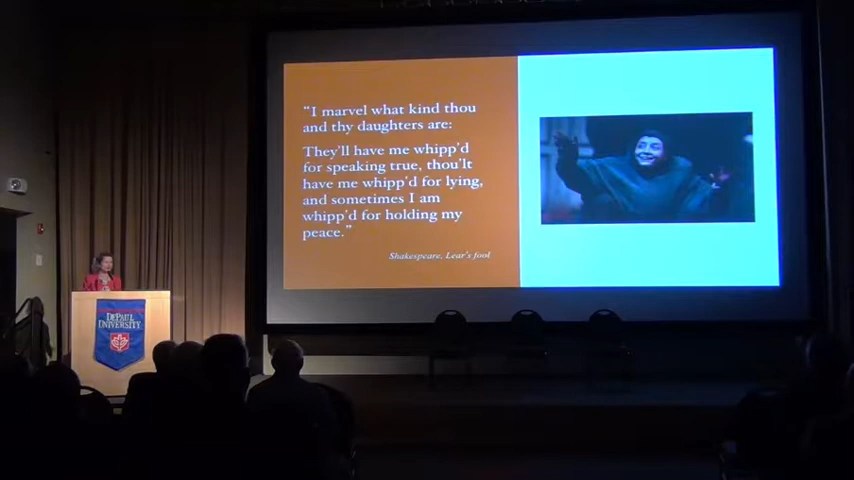 “I marvel what kind thou
and thy daughters are:
They’ll have me whipp’d
for speaking true, thou’lt
have me whipp’d for lying,
and sometimes I am
whipp’d for holding my
peace.”
Shakespeare, Lear’s fool
DEPAUL
UNIVERSITY